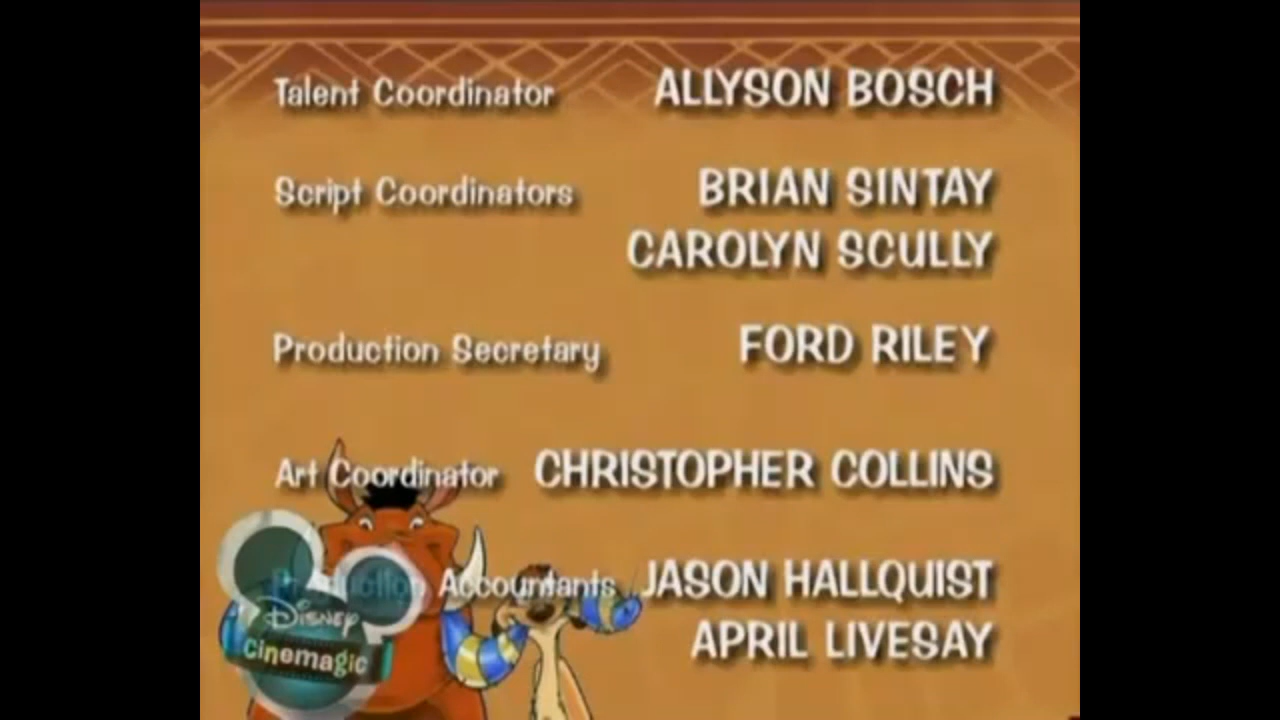 Talent Coordinator ALLYSON BOSCH
Script Coordinators BRIAN SINTAY
CAROLYN SCULLY
Production Secretary FORD RILEY
Art Coordinator CHRISTOPHER COLLINS
Production Accountants JASON HALLQUIST
APRIL LIVESAY
DISNEY
Cinemagic